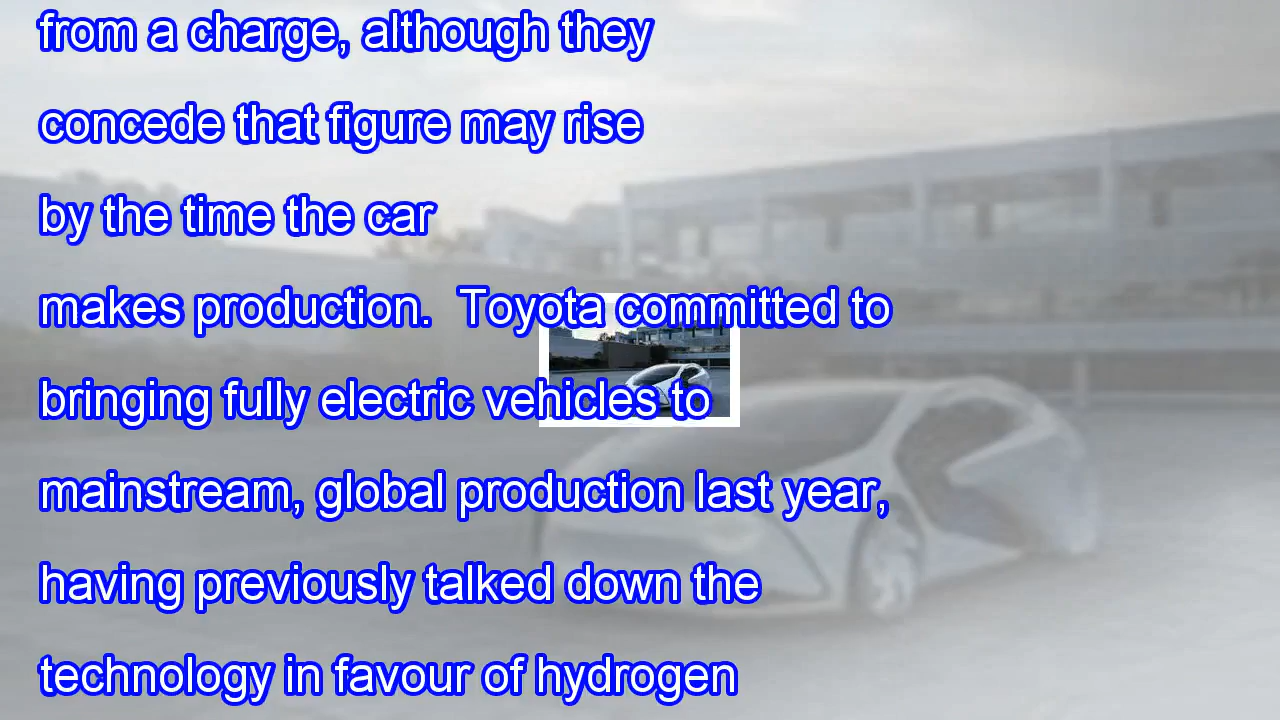 from a charge, although they
concede that figure may rise
by the time the car
makes production.  Toyota committed to
bringing fully electric vehicles to
mainstream, global production last year,
having previously talked down the
technology in favour of hydrogen